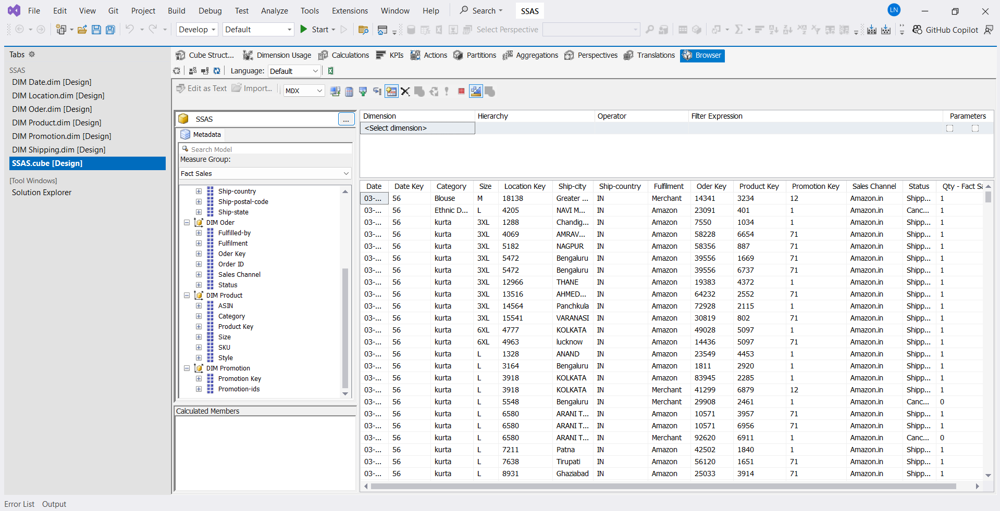 File Edit View Git Project Build Debug Test Analyze Tools Extensions Window Help Search SSAS LN
Develop Default Start Select Perspective GitHub Copilot
Tabs
SSAS
DIM Date.dim [Design]
DIM Location.dim [Design]
DIM Oder.dim [Design]
DIM Product.dim [Design]
DIM Promotion.dim [Design]
DIM Shipping.dim [Design]
SSAS.cube [Design]
[Tool Windows]
Solution Explorer
Cube Struct... Dimension Usage Calculations KPIs Actions Partitions Aggregations Perspectives Translations Browser
Language: Default
Edit as Text Import... MDX
SSAS ...
Metadata
Search Model
Measure Group:
Fact Sales
Ship-country
Ship-postal-code
Ship-state
DIM Oder
Fulfilled-by
Fulfilment
Oder Key
Order ID
Sales Channel
Status
DIM Product
ASIN
Category
Product Key
Size
SKU
Style
DIM Promotion
Promotion Key
Promotion-ids
Calculated Members
Dimension Hierarchy Operator Filter Expression Parameters
<Select dimension>
Date Date Key Category Size Location Key Ship-city Ship-country Fulfilment Oder Key Product Key Promotion Key Sales Channel Status Qty - Fact Sa
03-... 56 Blouse M 18138 Greater ... IN Merchant 14341 3234 12 Amazon.in Shipp... 1
03-... 56 Ethnic D... L 4205 NAVI M... IN Amazon 23091 401 1 Amazon.in Canc... 1
03-... 56 kurta 3XL 1288 Chandig... IN Amazon 7550 1034 1 Amazon.in Shipp... 1
03-... 56 kurta 3XL 4069 AMRAV... IN Amazon 58228 6654 71 Amazon.in Shipp... 1
03-... 56 kurta 3XL 5182 NAGPUR IN Amazon 58356 887 71 Amazon.in Shipp... 1
03-... 56 kurta 3XL 5472 Bengaluru IN Amazon 39556 1669 71 Amazon.in Shipp... 1
03-... 56 kurta 3XL 5472 Bengaluru IN Amazon 39556 6737 71 Amazon.in Shipp... 1
03-... 56 kurta 3XL 12966 THANE IN Amazon 19383 4372 1 Amazon.in Shipp... 1
03-... 56 kurta 3XL 13516 AHMED... IN Amazon 64232 2552 71 Amazon.in Shipp... 1
03-... 56 kurta 3XL 14564 Panchkula IN Amazon 72928 2115 1 Amazon.in Shipp... 1
03-... 56 kurta 3XL 15541 VARANASI IN Amazon 30819 802 71 Amazon.in Shipp... 1
03-... 56 kurta 6XL 4777 KOLKATA IN Amazon 49028 5097 1 Amazon.in Shipp... 1
03-... 56 kurta 6XL 4963 lucknow IN Amazon 14436 5097 71 Amazon.in Shipp... 1
03-... 56 kurta L 1328 ANAND IN Amazon 23549 4453 1 Amazon.in Shipp... 1
03-... 56 kurta L 3164 Bengaluru IN Amazon 1811 2920 1 Amazon.in Shipp... 1
03-... 56 kurta L 3918 KOLKATA IN Amazon 83945 2285 1 Amazon.in Shipp... 1
03-... 56 kurta L 3918 KOLKATA IN Merchant 41299 6879 12 Amazon.in Shipp... 1
03-... 56 kurta L 5548 Bengaluru IN Merchant 29908 2461 1 Amazon.in Canc... 0
03-... 56 kurta L 6580 ARANI T... IN Amazon 10571 3957 71 Amazon.in Shipp... 1
03-... 56 kurta L 6580 ARANI T... IN Amazon 10571 6956 71 Amazon.in Shipp... 1
03-... 56 kurta L 6580 ARANI T... IN Merchant 92620 6911 1 Amazon.in Canc... 0
03-... 56 kurta L 7211 Patna IN Amazon 42502 1840 1 Amazon.in Shipp... 1
03-... 56 kurta L 7638 Tirupati IN Amazon 56120 1651 71 Amazon.in Shipp... 1
03-... 56 kurta L 8931 Ghaziabad IN Amazon 25033 3914 71 Amazon.in Shipp... 1
Error List Output